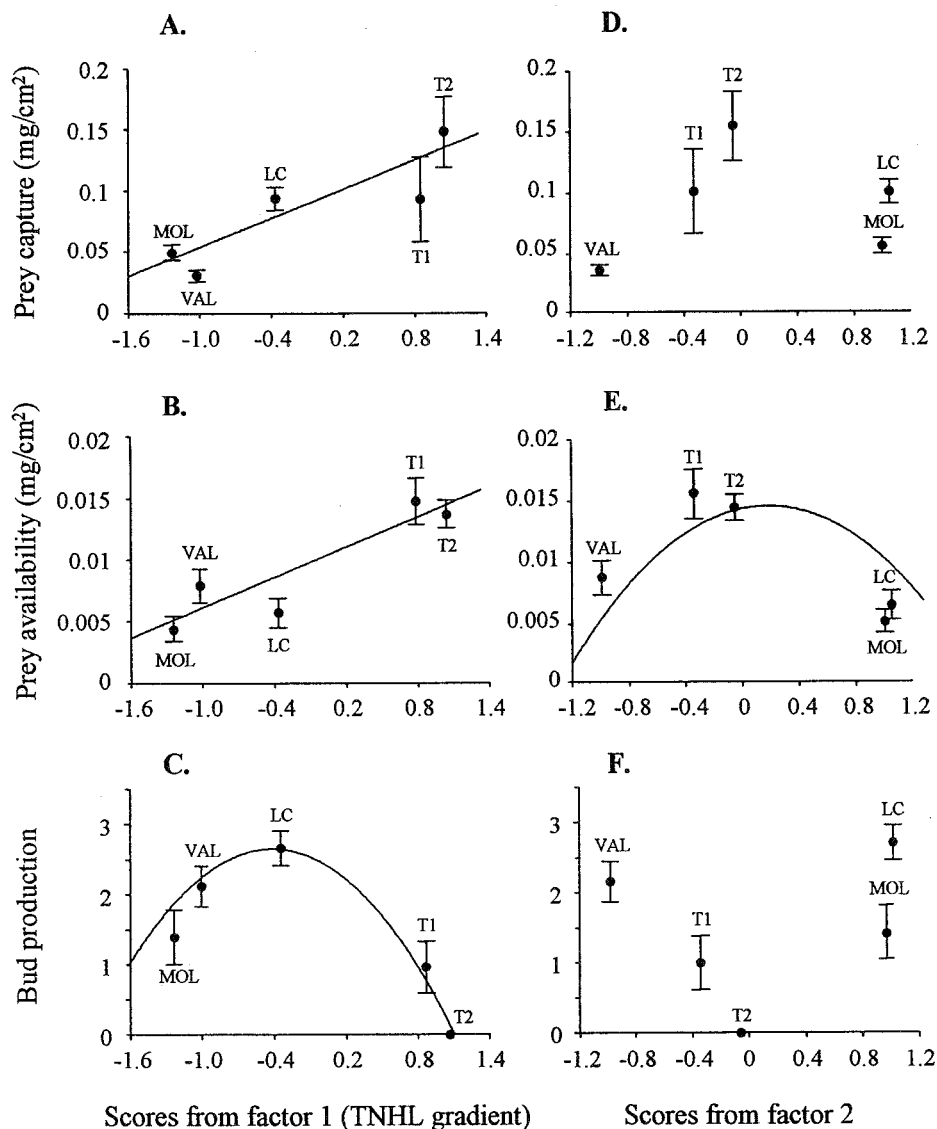 A.
Prey capture (mg/cm²)
0.2
0.15
0.1
0.05
0
MOL
VAL
LC
T1
T2
-1.6 -1.0 -0.4 0.2 0.8 1.4
D.
0.2
0.15
0.1
0.05
0
VAL
T1
T2
LC
MOL
-1.2 -0.8 -0.4 0 0.4 0.8 1.2
B.
Prey availability (mg/cm²)
0.02
0.015
0.01
0.005
0
MOL
VAL
LC
T1
T2
-1.6 -1.0 -0.4 0.2 0.8 1.4
E.
0.02
0.015
0.01
0.005
0
VAL
T1
T2
LC
MOL
-1.2 -0.8 -0.4 0 0.4 0.8 1.2
C.
Bud production
3
2
1
0
MOL
VAL
LC
T1
T2
-1.6 -1.0 -0.4 0.2 0.8 1.4
Scores from factor 1 (TNHL gradient)
F.
3
2
1
0
VAL
T1
T2
LC
MOL
-1.2 -0.8 -0.4 0 0.4 0.8 1.2
Scores from factor 2